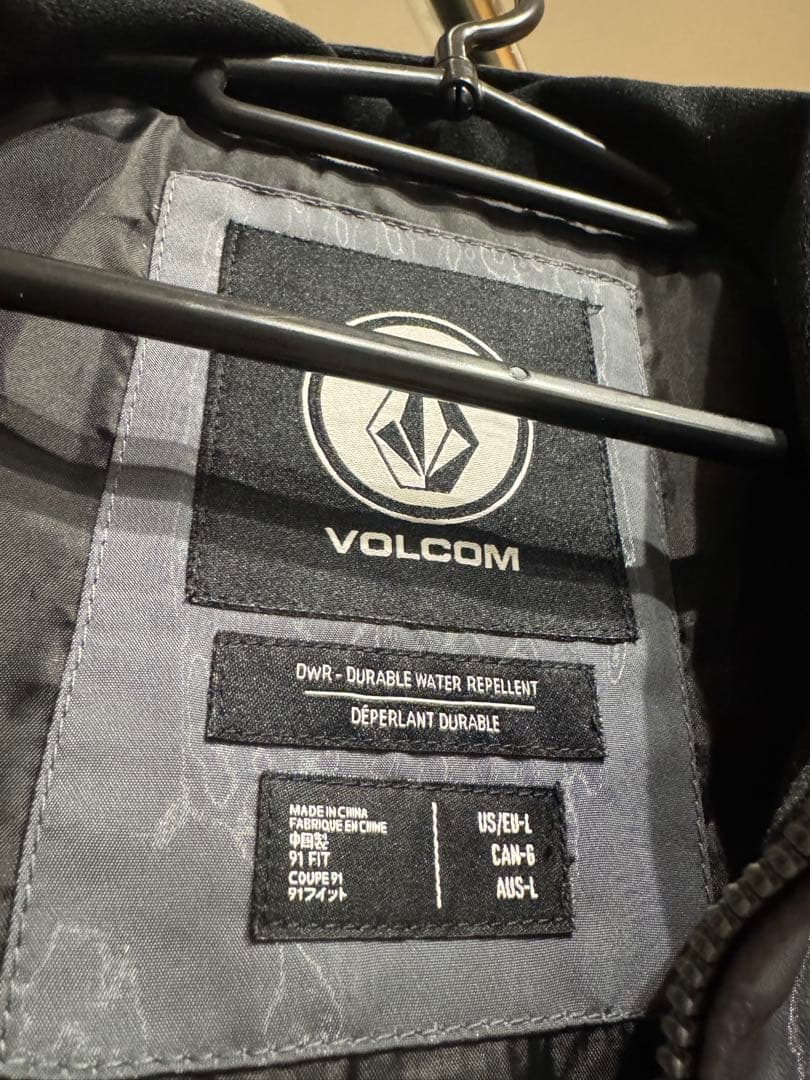 VOLCOM
DWR - DURABLE WATER REPELLENT
DÉPERLANT DURABLE
MADE IN CHINA
FABRIQUE EN CHINE
中国製
91 FIT
COUPE 91
91フイット
US/EU-L
CAN-G
AUS-L